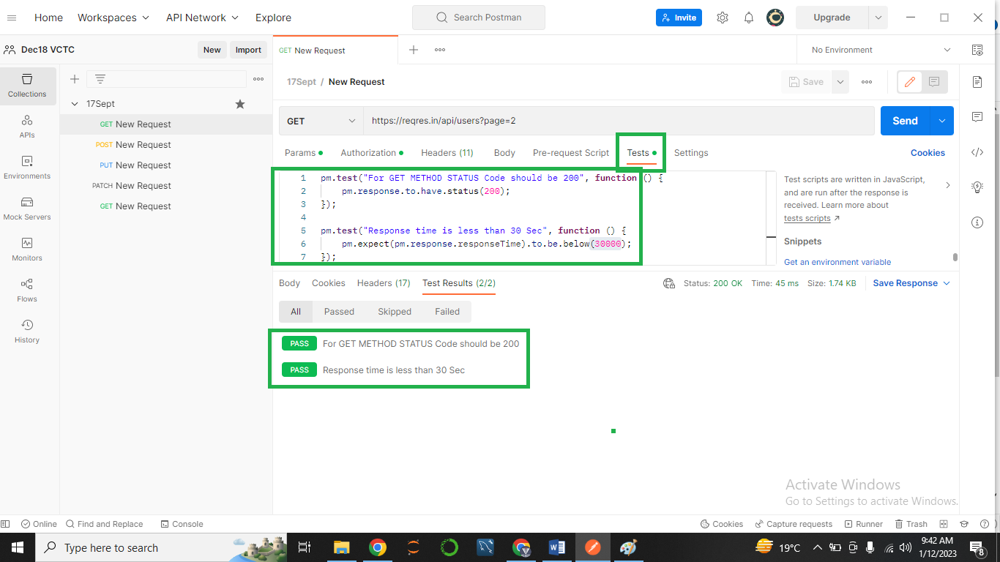 Home Workspaces API Network Explore Search Postman Invite Upgrade
Dec18 VCTC New Import GET New Request No Environment
17Sept / New Request Save
Collections
APIs
Environments
Mock Servers
Monitors
Flows
History
17Sept
GET New Request
POST New Request
PUT New Request
PATCH New Request
GET New Request
GET https://reqres.in/api/users?page=2 Send
Params Authorization Headers (11) Body Pre-request Script Tests Settings Cookies
1 pm.test("For GET METHOD STATUS Code should be 200", function () {
2 pm.response.to.have.status(200);
3 });
4
5 pm.test("Response time is less than 30 Sec", function () {
6 pm.expect(pm.response.responseTime).to.be.below(30000);
7 });
Test scripts are written in JavaScript,
and are run after the response is
received. Learn more about
tests scripts ↗
Snippets
Get an environment variable
Body Cookies Headers (17) Test Results (2/2) Status: 200 OK Time: 45 ms Size: 1.74 KB Save Response
All Passed Skipped Failed
PASS For GET METHOD STATUS Code should be 200
PASS Response time is less than 30 Sec
Activate Windows
Go to Settings to activate Windows.
Online Find and Replace Console Cookies Capture requests Runner Trash
Type here to search 19°C 9:42 AM
1/12/2023 8